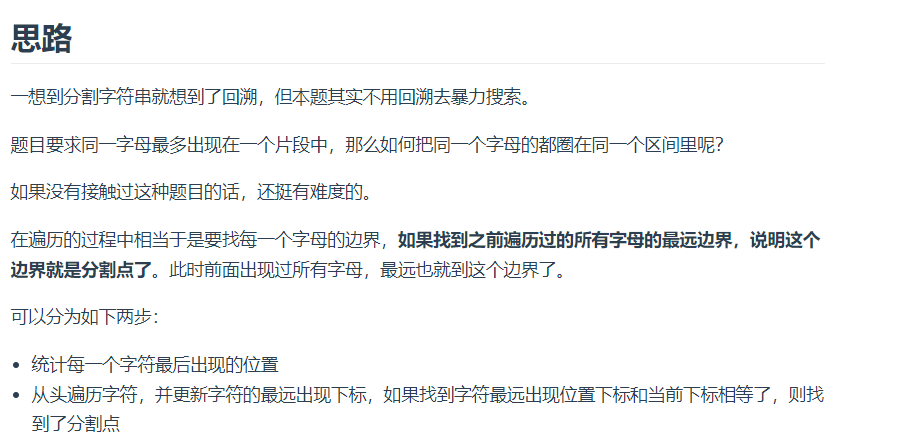 思路
一想到分割字符串就想到了回溯，但本题其实不用回溯去暴力搜索。
题目要求同一字母最多出现在一个片段中，那么如何把同一个字母的都圈在同一个区间里呢？
如果没有接触过这种题目的话，还挺有难度的。
在遍历的过程中相当于是要找每一个字母的边界，如果找到之前遍历过的所有字母的最远边界，说明这个
边界就是分割点了。此时前面出现过所有字母，最远也就到这个边界了。
可以分为如下两步：
• 统计每一个字符最后出现的位置
• 从头遍历字符，并更新字符的最远出现下标，如果找到字符最远出现位置下标和当前下标相等了，则找
到了分割点